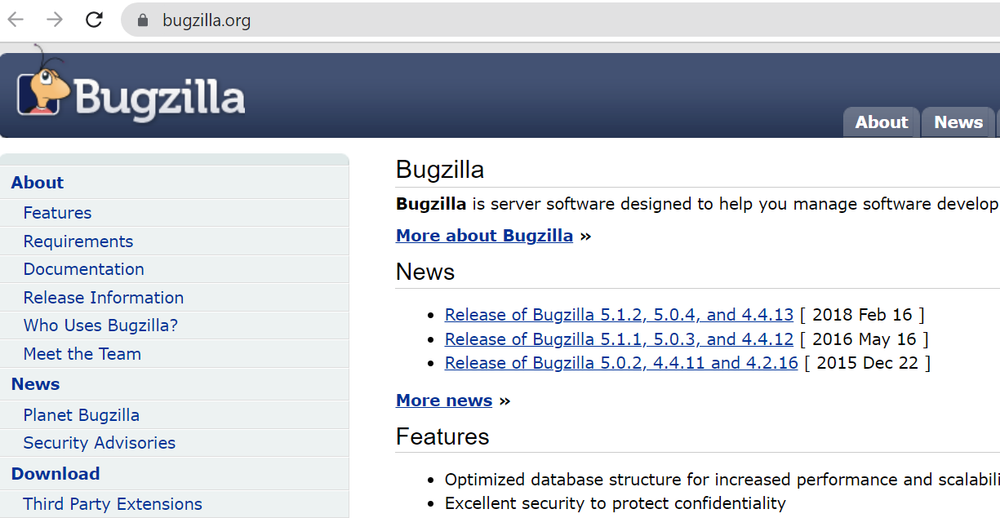 bugzilla.org
Bugzilla
About News
About
Features
Requirements
Documentation
Release Information
Who Uses Bugzilla?
Meet the Team
News
Planet Bugzilla
Security Advisories
Download
Third Party Extensions
Bugzilla
Bugzilla is server software designed to help you manage software develop
More about Bugzilla »
News
• Release of Bugzilla 5.1.2, 5.0.4, and 4.4.13 [ 2018 Feb 16 ]
• Release of Bugzilla 5.1.1, 5.0.3, and 4.4.12 [ 2016 May 16 ]
• Release of Bugzilla 5.0.2, 4.4.11 and 4.2.16 [ 2015 Dec 22 ]
More news »
Features
• Optimized database structure for increased performance and scalabili
• Excellent security to protect confidentiality